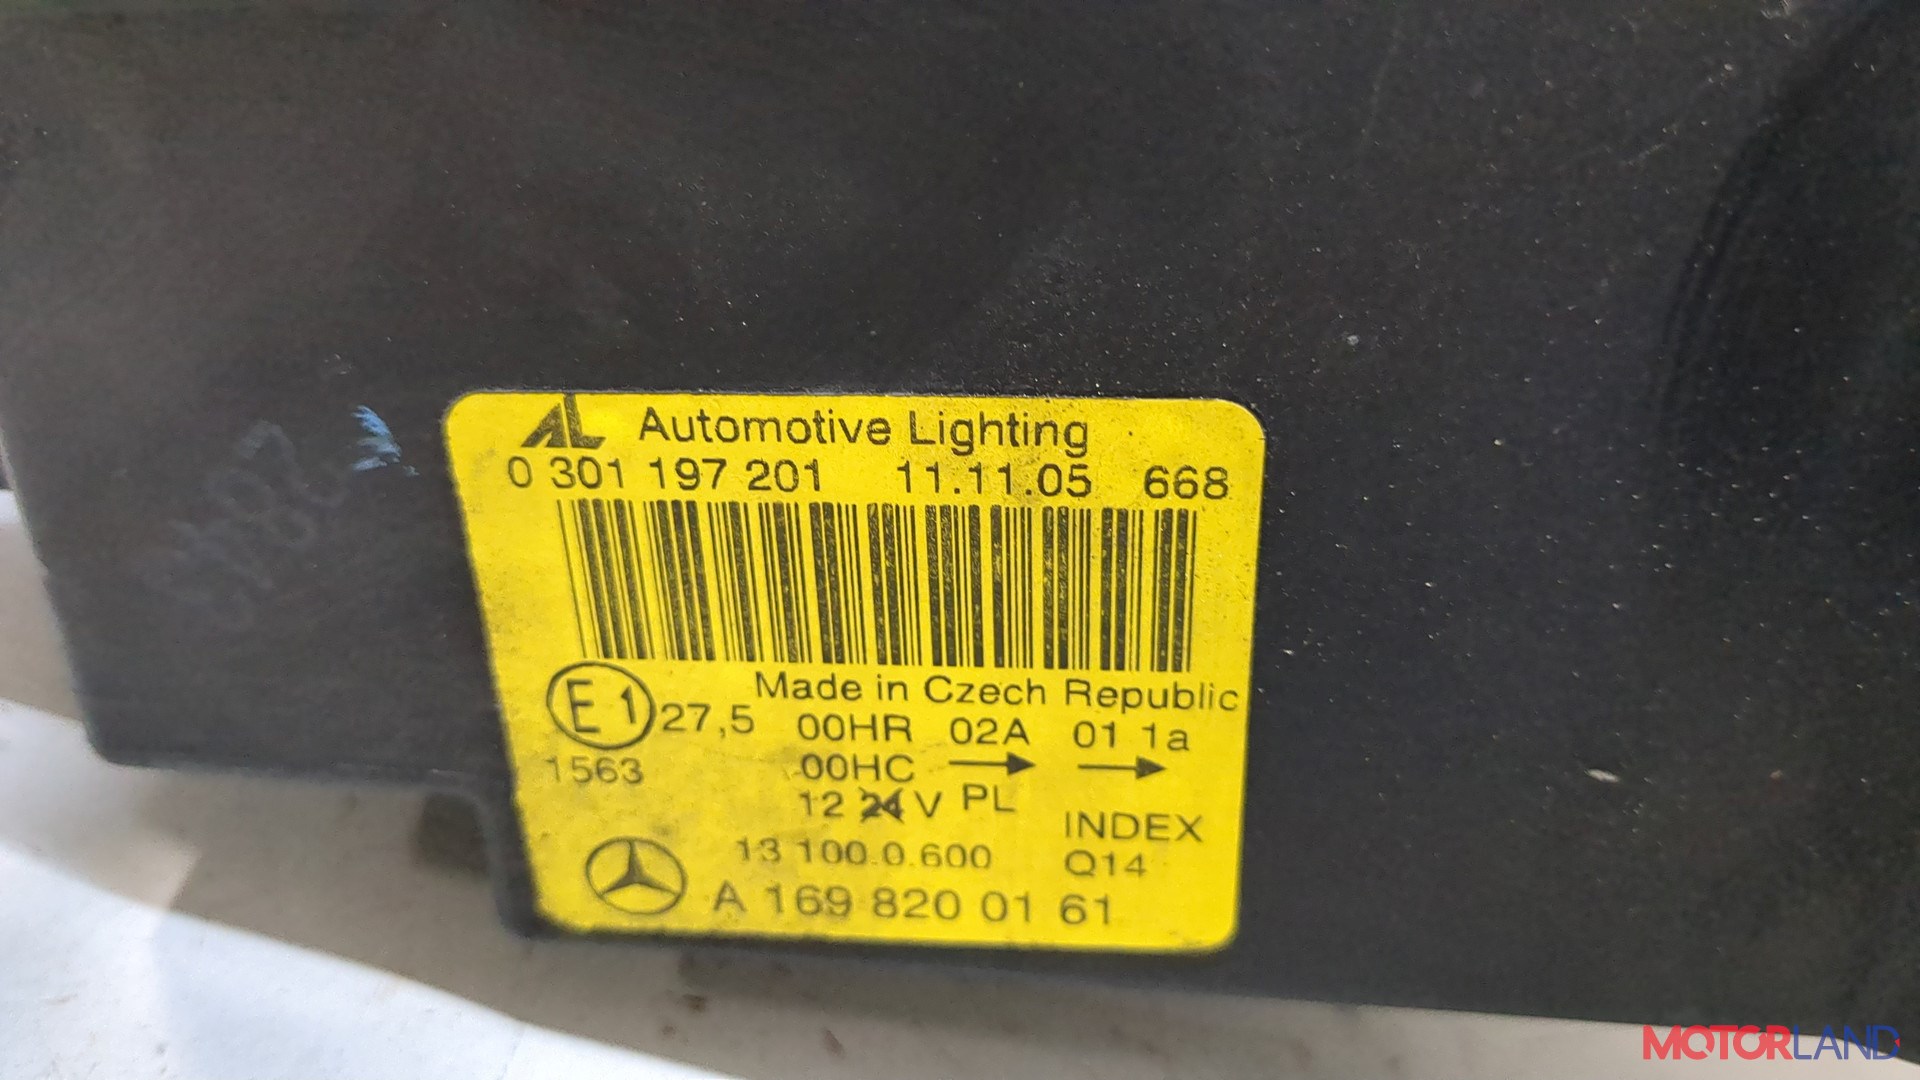 AL Automotive Lighting
0 301 197 201 11.11.05 668
Made in Czech Republic
E1 27,5 00HR 02A 01 1a
1563 00HC → →
12 24 V PL
INDEX
13 100.0.600 Q14
A 169 820 01 61
MOTORLAND